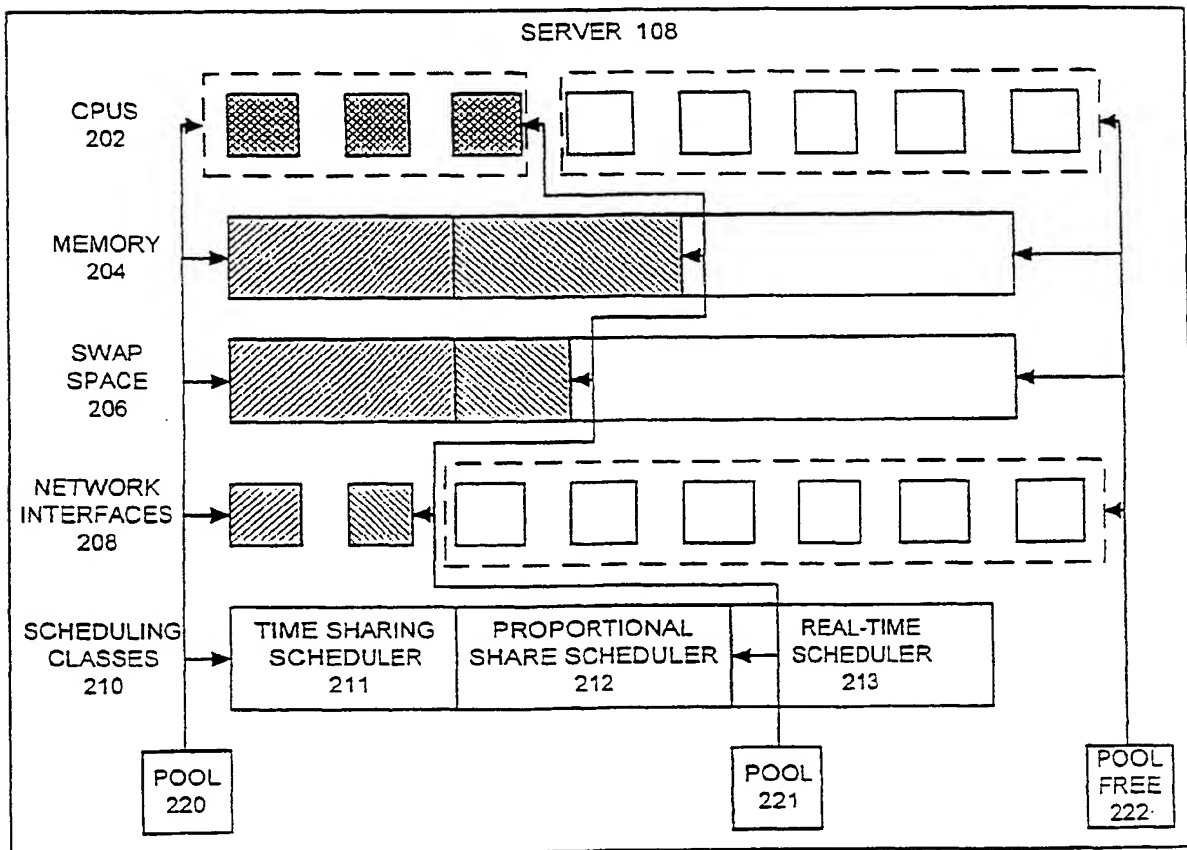 SERVER 108
CPUS
202
MEMORY
204
SWAP
SPACE
206
NETWORK
INTERFACES
208
SCHEDULING
CLASSES
210
TIME SHARING
SCHEDULER
211
PROPORTIONAL
SHARE SCHEDULER
212
REAL-TIME
SCHEDULER
213
POOL
220
POOL
221
POOL
FREE
222